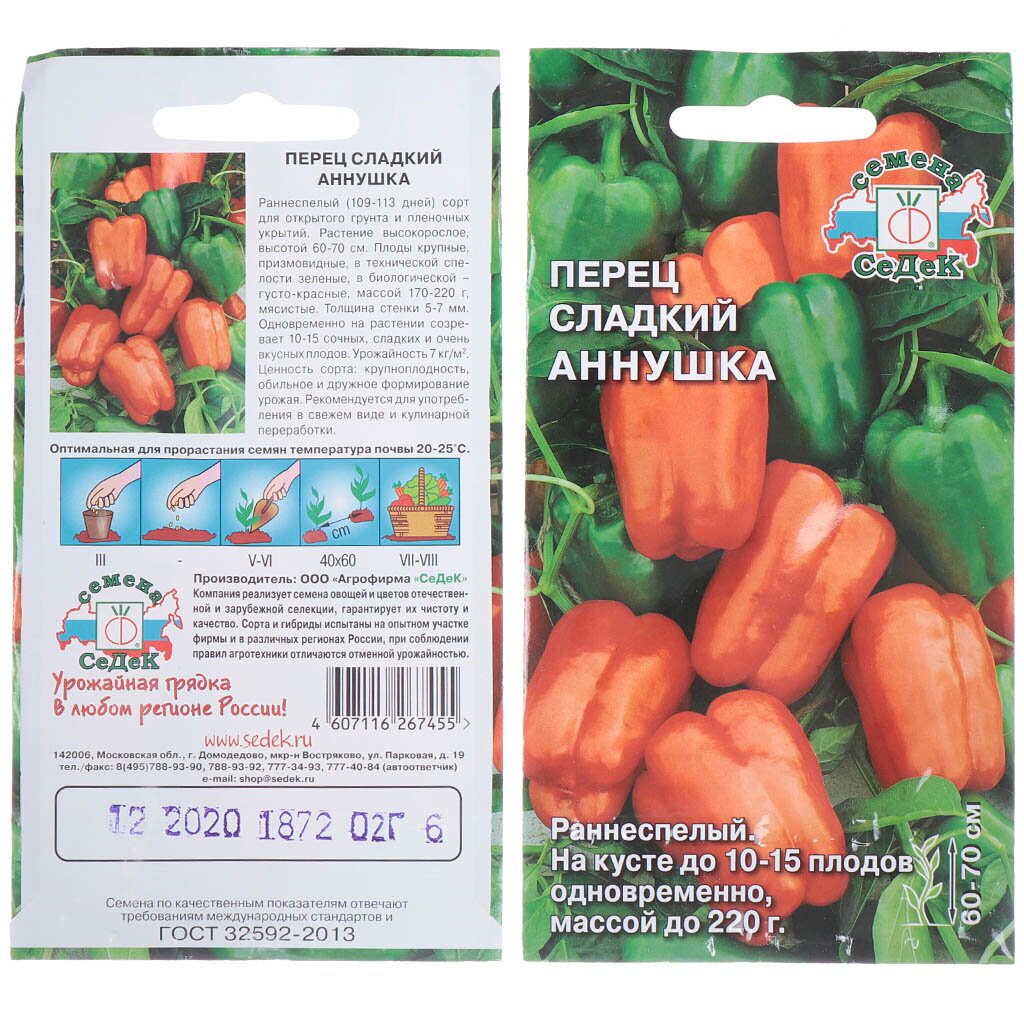 ПЕРЕЦ СЛАДКИЙ
АННУШКА
Раннеспелый (109-113 дней) сорт
для открытого грунта и пленочных
укрытий. Растение высокорослое,
высотой 60-70 см. Плоды крупные,
призмовидные, в технической спе-
лости зеленые, в биологической –
густо-красные, массой 170-220 г,
мясистые. Толщина стенки 5-7 мм.
Одновременно на растении созре-
вает 10-15 сочных, сладких и очень
вкусных плодов. Урожайность 7 кг/м².
Ценность сорта: крупноплодность,
обильное и дружное формирование
урожая. Рекомендуется для употреб-
ления в свежем виде и кулинарной
переработки.
Оптимальная для прорастания семян температура почвы 20-25°С.
cm
III - V-VI 40х60 VII-VIII
семена
СеДеК
Производитель: ООО «Агрофирма "СеДеК»
Компания реализует семена овощей и цветов отечествен-
ной и зарубежной селекции, гарантирует их чистоту и
качество. Сорта и гибриды испытаны на опытном участке
фирмы и в различных регионах России, при соблюдении
правил агротехники отличаются отменной урожайностью.
Урожайная грядка
в любом регионе России!
4 607116 267455 >
www.sedek.ru
142006, Московская обл., г. Домодедово, мкр-н Востряково, ул. Парковая, д. 19
тел./факс: 8(495)788-93-90, 788-93-92, 777-34-93, 777-40-84 (автоответчик)
e-mail: shop@sedek.ru
12 2020 1872 02Г 6
Семена по качественным показателям отвечают
требованиям международных стандартов и
ГОСТ 32592-2013
семена
®
СеДеК
ПЕРЕЦ
СЛАДКИЙ
АННУШКА
Раннеспелый.
На кусте до 10-15 плодов
одновременно,
массой до 220 г.
60-70 см